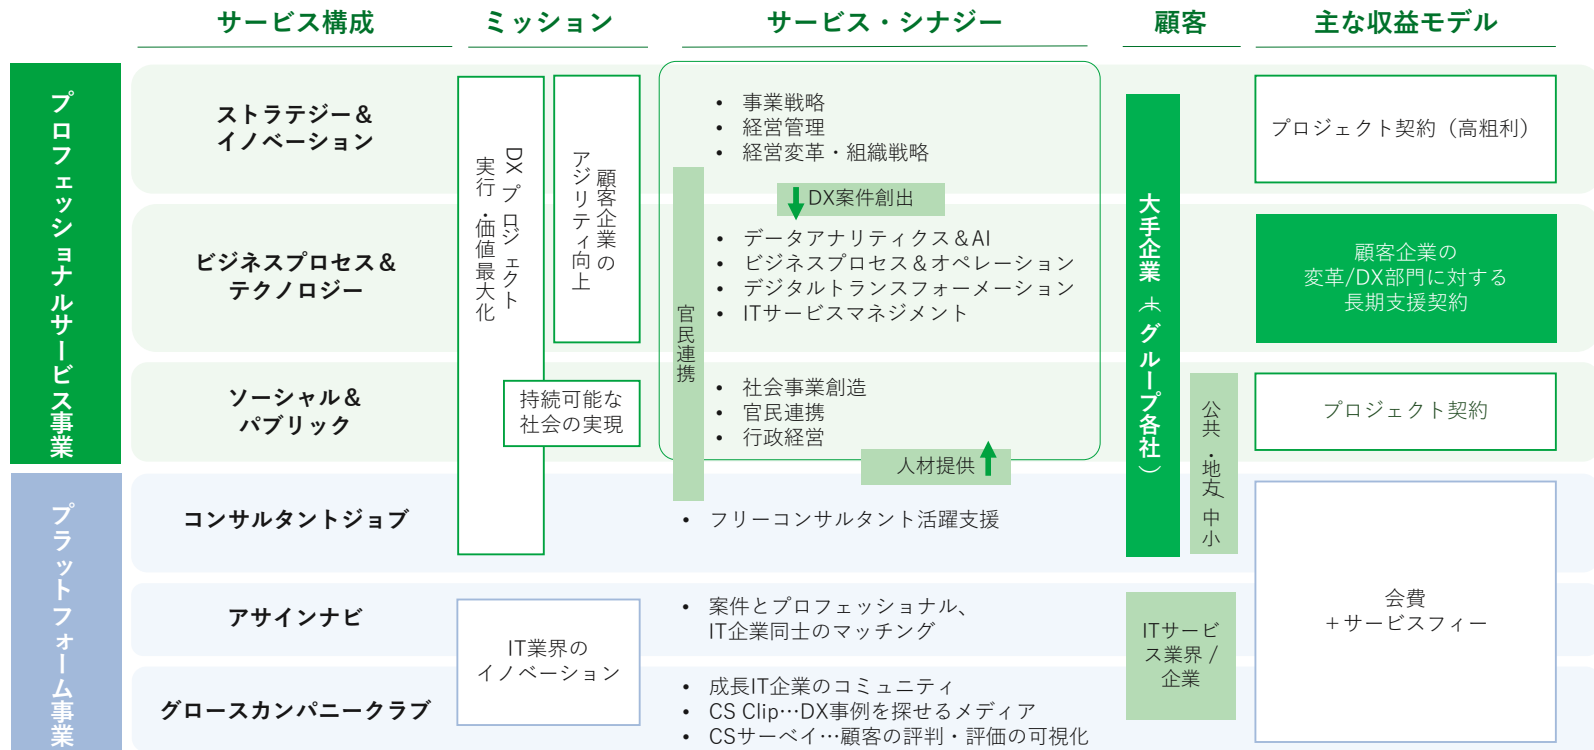 サービス構成
ミッション
サービス・シナジー
顧客
主な収益モデル
プロフェッショナルサービス事業
ストラテジー＆
イノベーション
DXプロジェクト
実行・価値最大化
顧客企業の
アジリティ向上
• 事業戦略
• 経営管理
• 経営変革・組織戦略
DX案件創出
大手企業（＋グループ各社）
プロジェクト契約（高粗利）
ビジネスプロセス＆
テクノロジー
• データアナリティクス＆AI
• ビジネスプロセス＆オペレーション
• デジタルトランスフォーメーション
• ITサービスマネジメント
官民連携
顧客企業の
変革/DX部門に対する
長期支援契約
ソーシャル＆
パブリック
持続可能な
社会の実現
• 社会事業創造
• 官民連携
• 行政経営
人材提供
公共・地方/中小
プロジェクト契約
プラットフォーム事業
コンサルタントジョブ
• フリーコンサルタント活躍支援
アサインナビ
IT業界の
イノベーション
• 案件とプロフェッショナル、
IT企業同士のマッチング
ITサービ
ス業界 /
企業
会費
＋サービスフィー
グロースカンパニークラブ
• 成長IT企業のコミュニティ
• CS Clip…DX事例を探せるメディア
• CSサーベイ…顧客の評判・評価の可視化